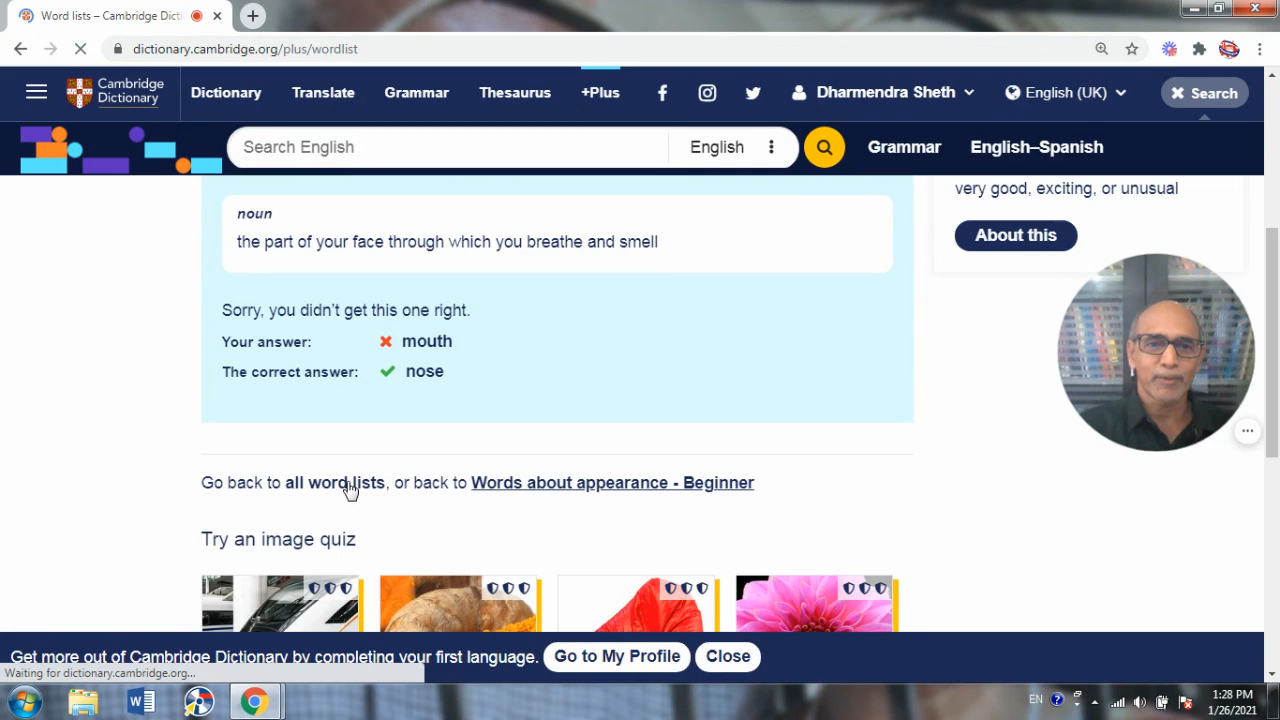 Word lists – Cambridge Dict
dictionary.cambridge.org/plus/wordlist
Cambridge Dictionary
Dictionary
Translate
Grammar
Thesaurus
+Plus
Dharmendra Sheth
English (UK)
Search
Search English
English
Grammar
English–Spanish
noun
the part of your face through which you breathe and smell
very good, exciting, or unusual
About this
Sorry, you didn't get this one right.
Your answer: mouth
The correct answer: nose
Go back to all word lists, or back to Words about appearance - Beginner
Try an image quiz
Get more out of Cambridge Dictionary by completing your first language. Go to My Profile Close
Waiting for dictionary.cambridge.org...
EN
1:28 PM
1/26/2021